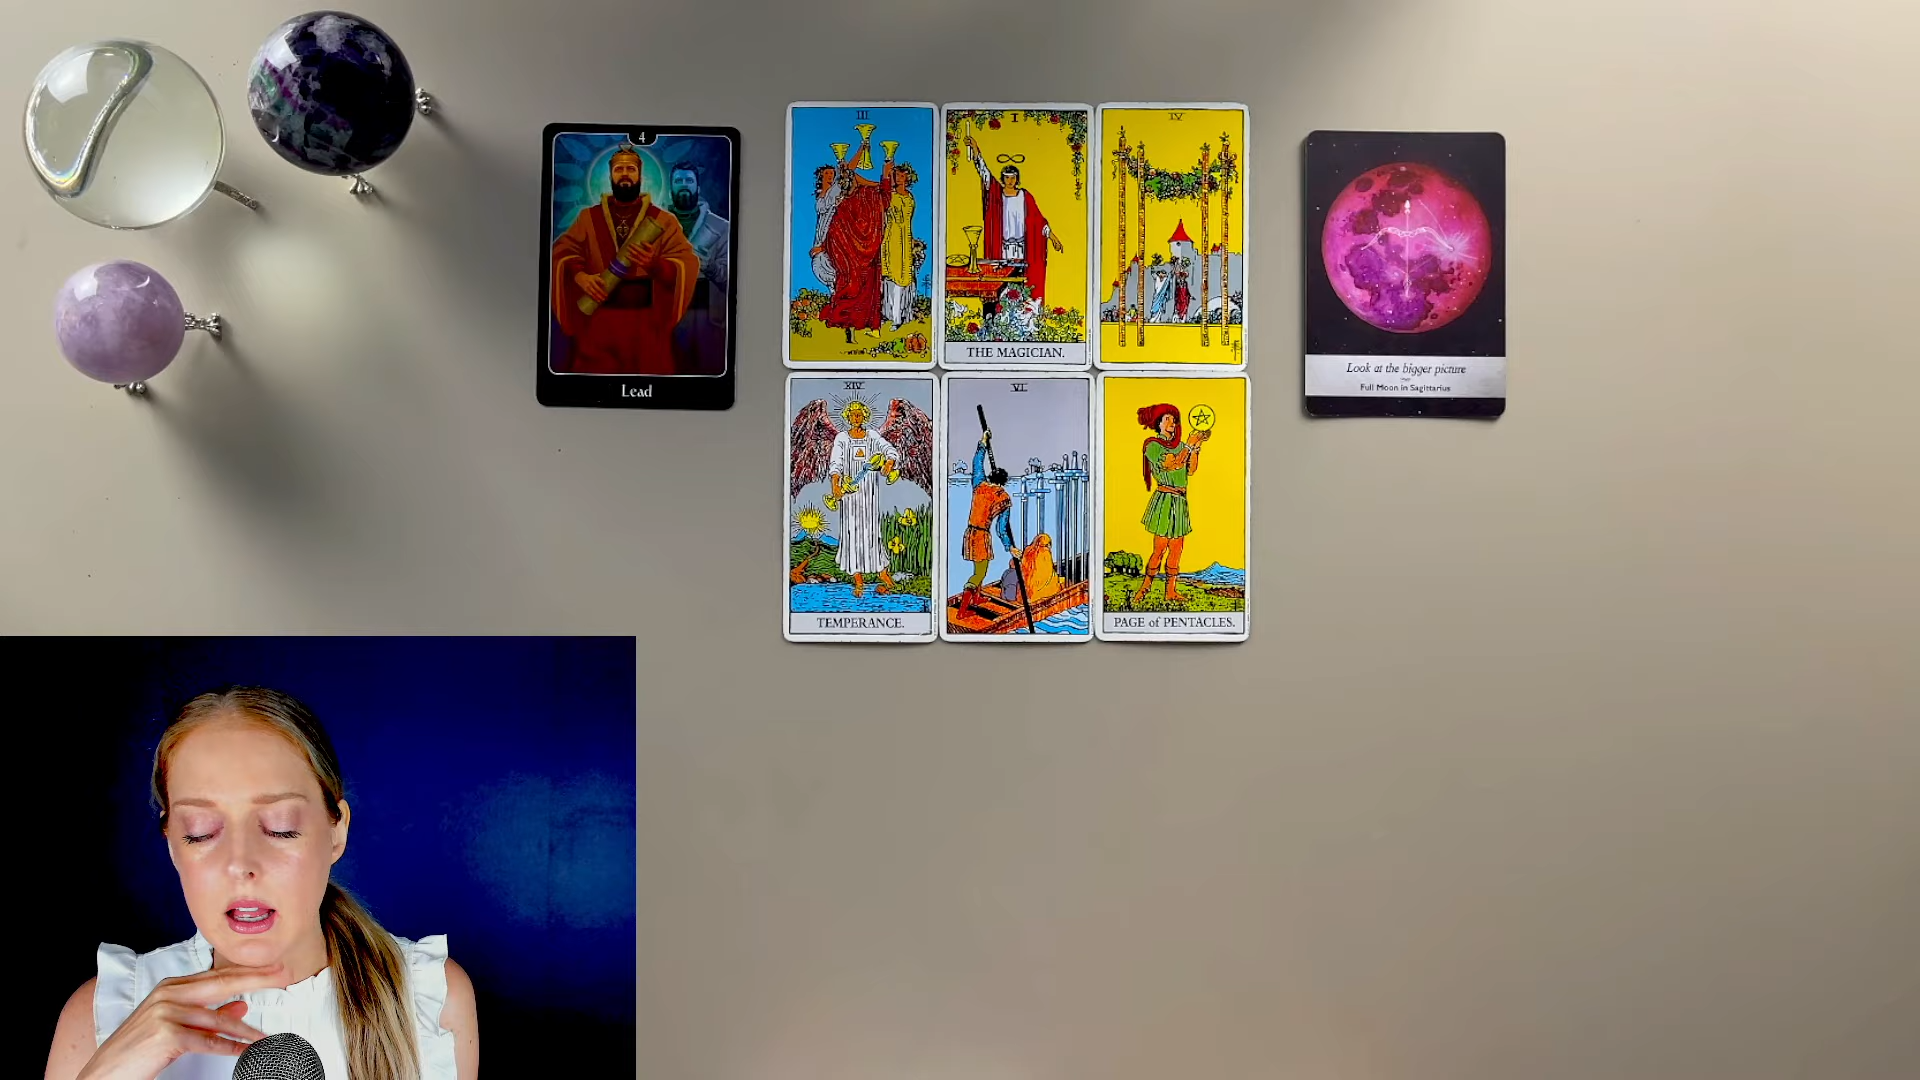 4
Lead
III
I
THE MAGICIAN.
IV
XIV
TEMPERANCE.
VI
PAGE of PENTACLES.
Look at the bigger picture
Full Moon in Sagittarius